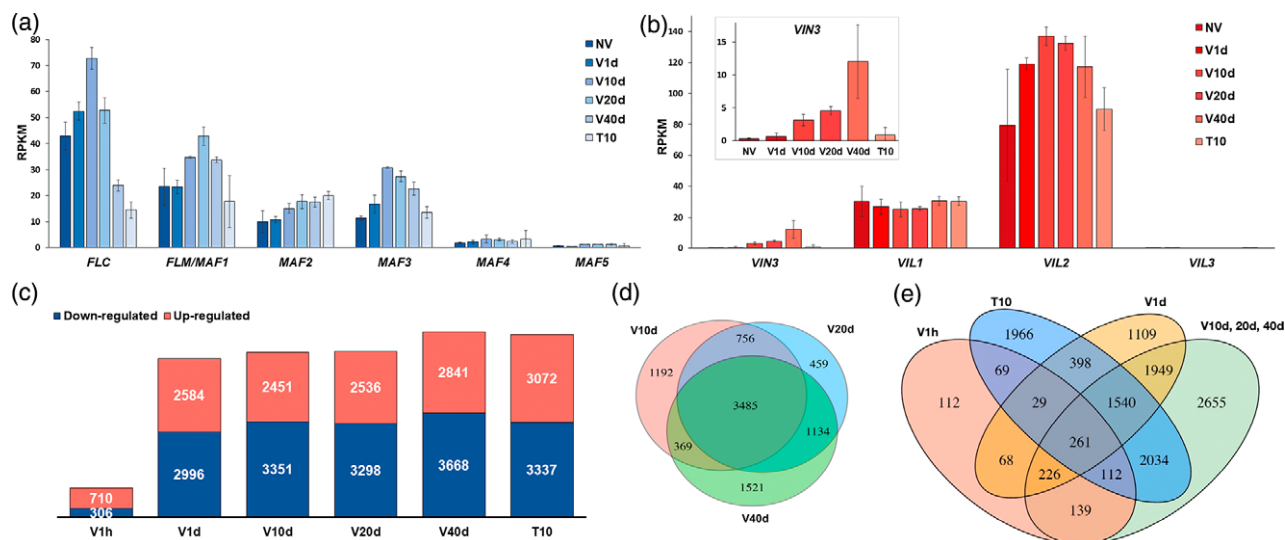 (a)
RPKM
80
70
60
50
40
30
20
10
0
FLC FLM/MAF1 MAF2 MAF3 MAF4 MAF5
NV
V1d
V10d
V20d
V40d
T10
(b)
RPKM
140
120
100
80
60
40
20
0
VIN3
15
10
5
0
NV V1d V10d V20d V40d T10
VIN3 VIL1 VIL2 VIL3
NV
V1d
V10d
V20d
V40d
T10
(c)
Down-regulated Up-regulated
710 2584 2451 2536 2841 3072
306 2996 3351 3298 3668 3337
V1h V1d V10d V20d V40d T10
(d)
V10d V20d
756
1192 459
3485
369 1134
1521
V40d
(e)
T10 V1d
V1h V10d, 20d, 40d
1966 1109
398
69 1949
112 29 1540 2655
261
68 226 112 2034
139